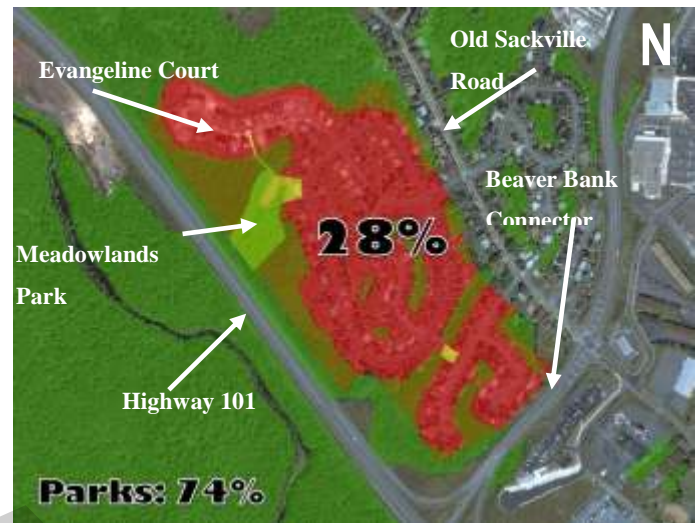 Old Sackville
Road
N
Evangeline Court
Beaver Bank
Connector
28%
Meadowlands
Park
Highway 101
Parks: 74%